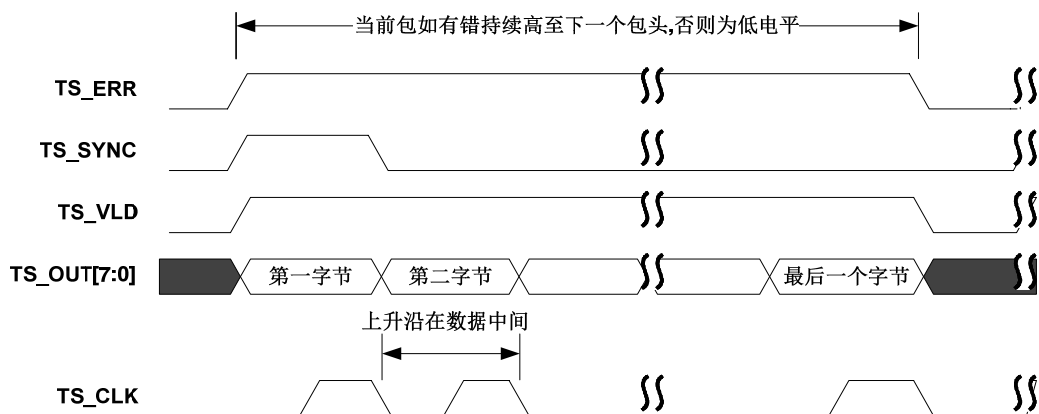 当前包如有错持续高至下一个包头,否则为低电平
TS_ERR
TS_SYNC
TS_VLD
TS_OUT[7:0]
第一字节
第二字节
最后一个字节
上升沿在数据中间
TS_CLK